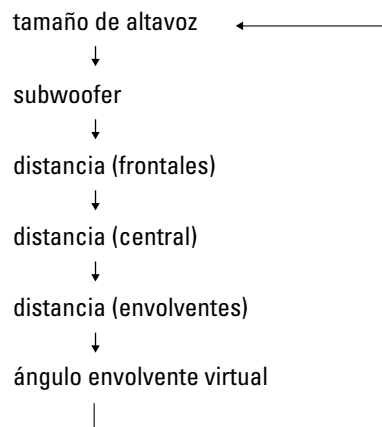 tamaño de altavoz
subwoofer
distancia (frontales)
distancia (central)
distancia (envolventes)
ángulo envolvente virtual